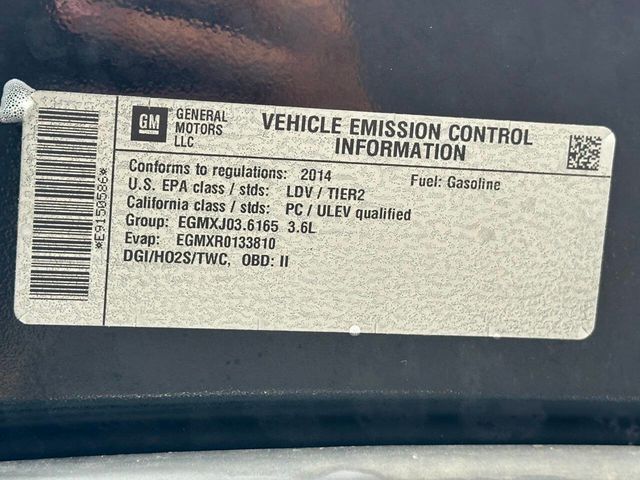 GM
GENERAL
MOTORS
LLC
VEHICLE EMISSION CONTROL
INFORMATION
Conforms to regulations: 2014
Fuel: Gasoline
U.S. EPA class / stds: LDV / TIER2
California class / stds: PC / ULEV qualified
Group: EGMXJ03.6165 3.6L
Evap: EGMXR0133810
DGI/HO2S/TWC, OBD: II
*E9150586*